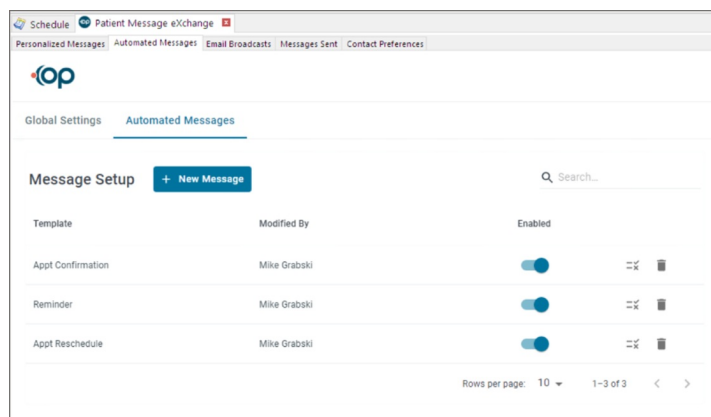 Schedule Patient Message eXchange
Personalized Messages Automated Messages Email Broadcasts Messages Sent Contact Preferences
op
Global Settings Automated Messages
Message Setup + New Message Search...
Template Modified By Enabled
Appt Confirmation Mike Grabski
Reminder Mike Grabski
Appt Reschedule Mike Grabski
Rows per page: 10 1-3 of 3